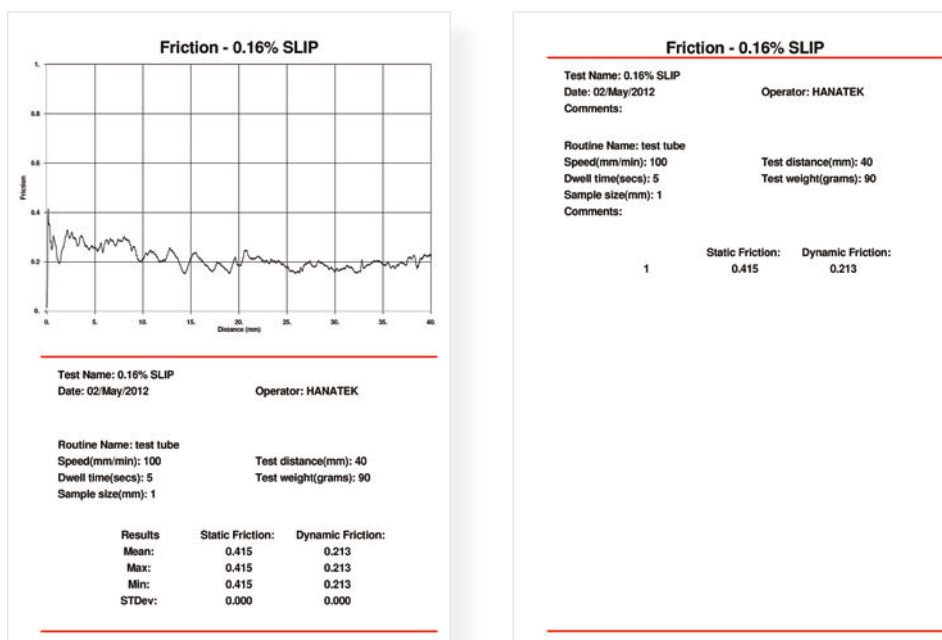 Friction - 0.16% SLIP
1.
0.8
0.6
0.4
0.2
0.
Friction
0. 5. 10. 15. 20. 25. 30. 35. 40.
Distance (mm)
Test Name: 0.16% SLIP
Date: 02/May/2012 Operator: HANATEK
Routine Name: test tube
Speed(mm/min): 100 Test distance(mm): 40
Dwell time(secs): 5 Test weight(grams): 90
Sample size(mm): 1
Results Static Friction: Dynamic Friction:
Mean: 0.415 0.213
Max: 0.415 0.213
Min: 0.415 0.213
STDev: 0.000 0.000
Friction - 0.16% SLIP
Test Name: 0.16% SLIP
Date: 02/May/2012 Operator: HANATEK
Comments:
Routine Name: test tube
Speed(mm/min): 100 Test distance(mm): 40
Dwell time(secs): 5 Test weight(grams): 90
Sample size(mm): 1
Comments:
Static Friction: Dynamic Friction:
1 0.415 0.213